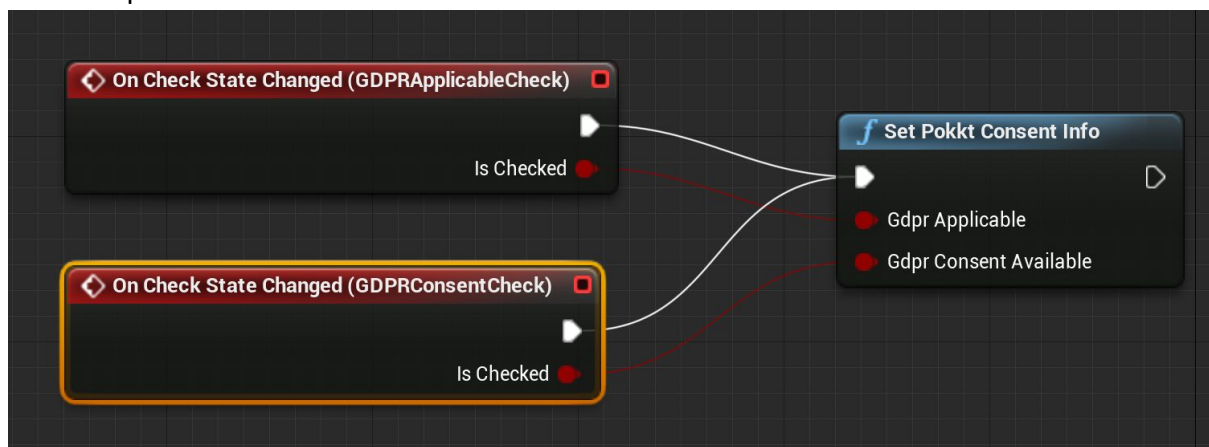 On Check State Changed (GDPRApplicableCheck)
Is Checked
f Set Pokkt Consent Info
Gdpr Applicable
Gdpr Consent Available
On Check State Changed (GDPRConsentCheck)
Is Checked